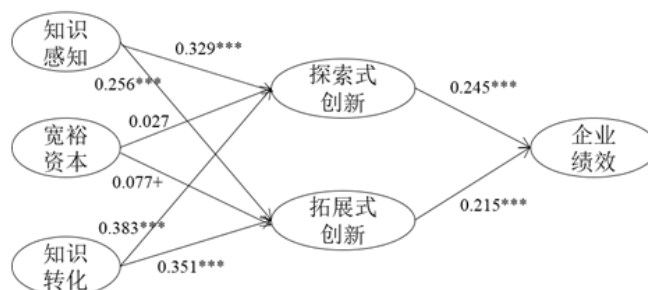 知识
感知
0.329***
0.256***
探索式
创新
0.245***
宽裕
资本
0.027
企业
绩效
0.077+
拓展式
创新
0.215***
0.383***
知识
转化
0.351***